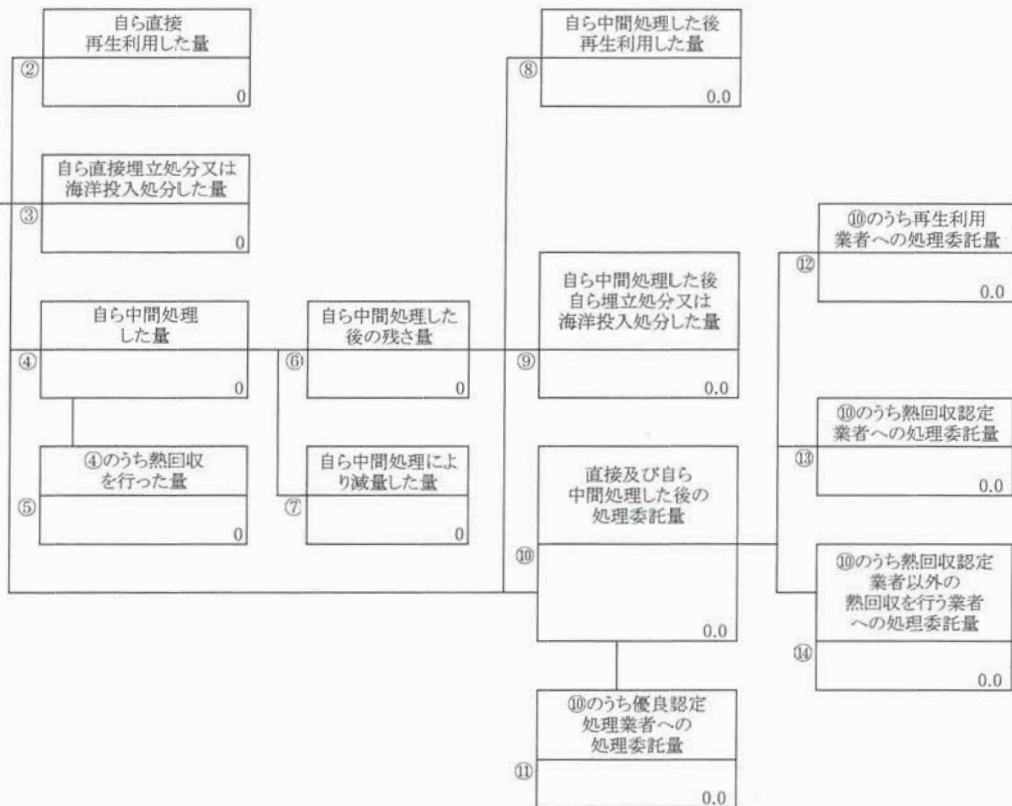 自ら直接
再生利用した量
②
0
自ら直接埋立処分又は
海洋投入処分した量
③
0
自ら中間処理
した量
④
0
④のうち熱回収
を行った量
⑤
0
自ら中間処理した
後の残さ量
⑥
0
自ら中間処理によ
り減量した量
⑦
0
自ら中間処理した後
再生利用した量
⑧
0.0
自ら中間処理した後
自ら埋立処分又は
海洋投入処分した量
⑨
0.0
直接及び自ら
中間処理した後の
処理委託量
⑩
0.0
⑩のうち優良認定
処理業者への
処理委託量
⑪
0.0
⑩のうち再生利用
業者への処理委託量
⑫
0.0
⑩のうち熱回収認定
業者への処理委託量
⑬
0.0
⑩のうち熱回収認定
業者以外の
熱回収を行う業者
への処理委託量
⑭
0.0